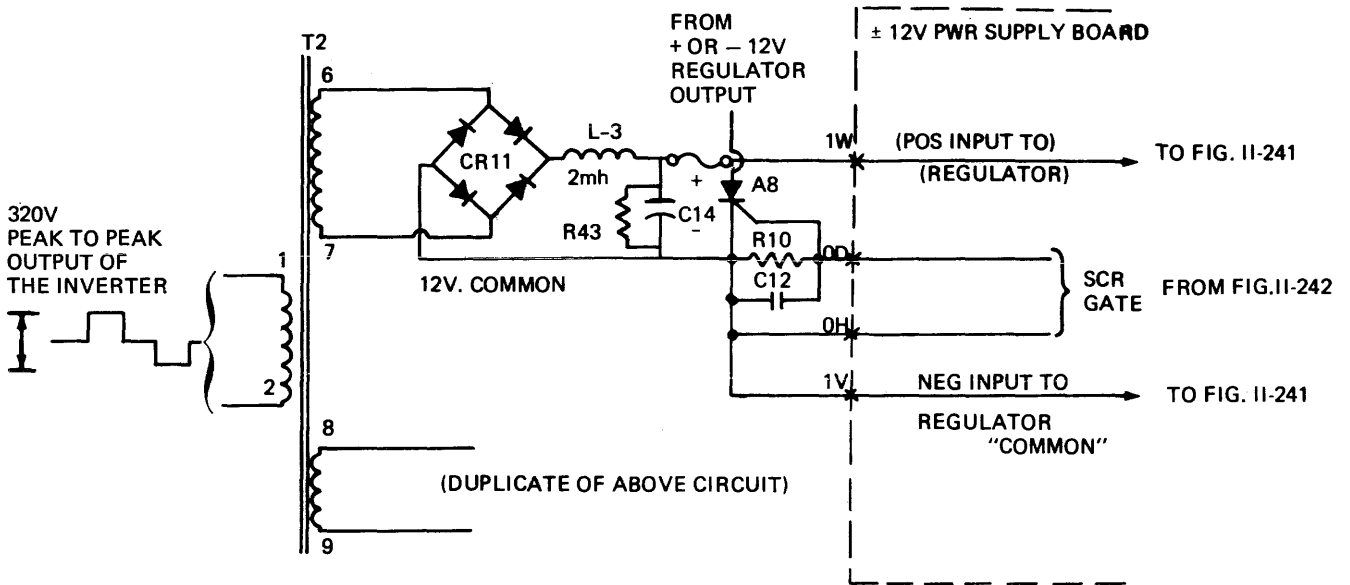 FROM
+ OR − 12V
REGULATOR
OUTPUT
± 12V PWR SUPPLY BOARD
T2
6
L-3
1W
(POS INPUT TO)
(REGULATOR)
TO FIG. II-241
CR11
2mh
+
A8
C14
−
R43
7
320V
PEAK TO PEAK
OUTPUT OF
THE INVERTER
1
12V. COMMON
R10
0D
C12
SCR
GATE
FROM FIG.II-242
0H
2
1V
NEG INPUT TO
REGULATOR
"COMMON"
TO FIG. II-241
8
(DUPLICATE OF ABOVE CIRCUIT)
9